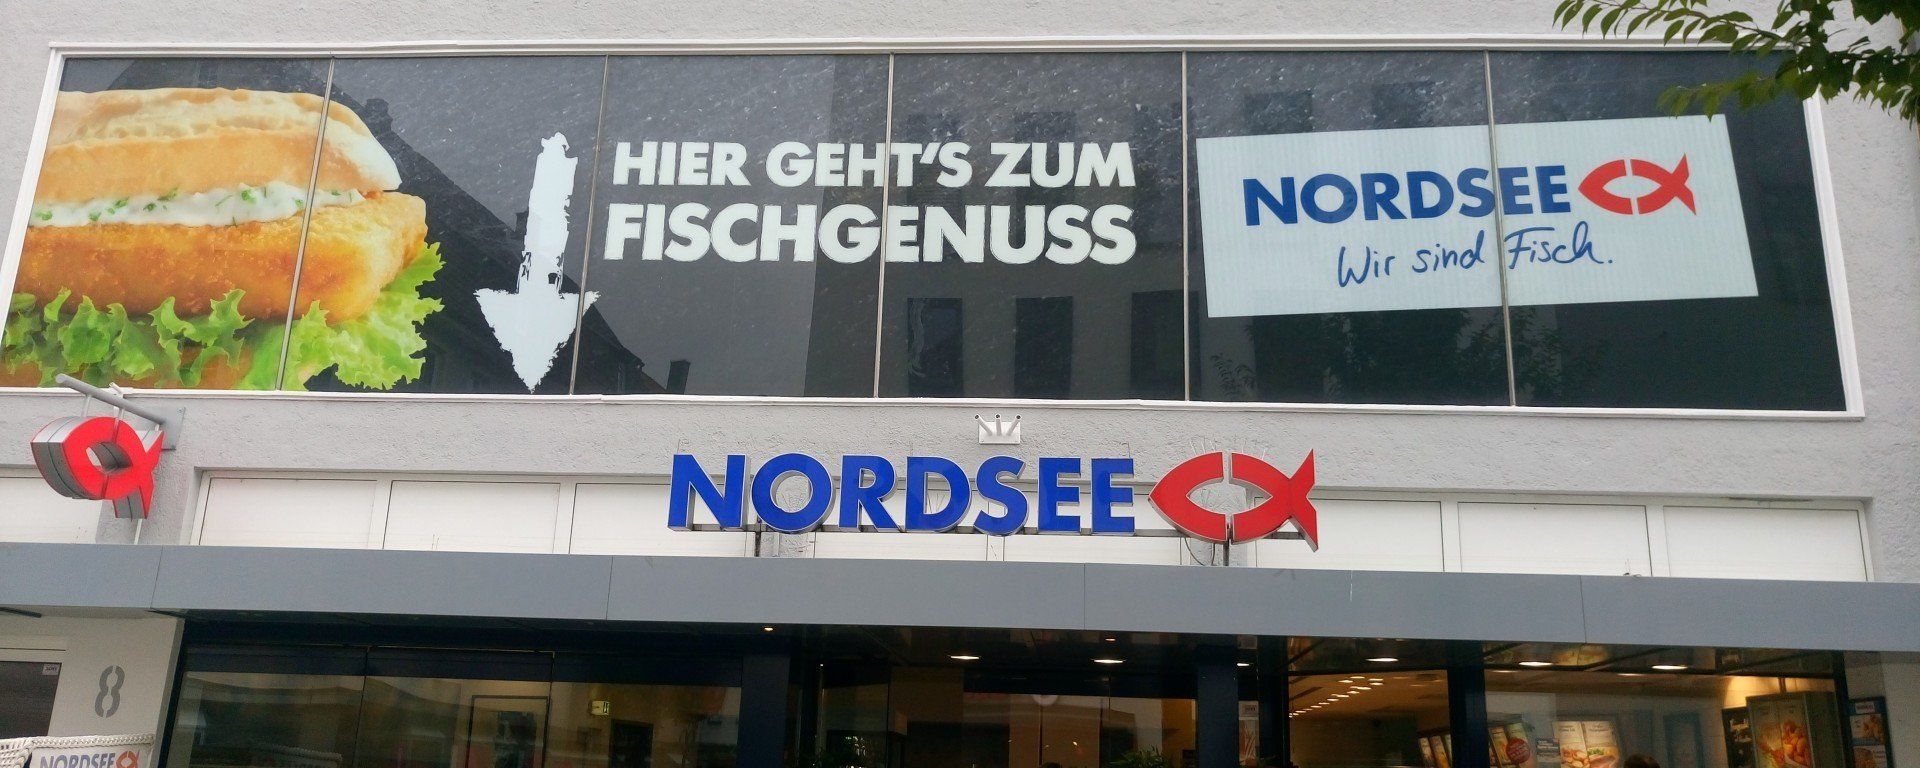 HIER GEHT'S ZUM
FISCHGENUSS
NORDSEE
Wir sind Fisch.
NORDSEE
8
NORDSEE